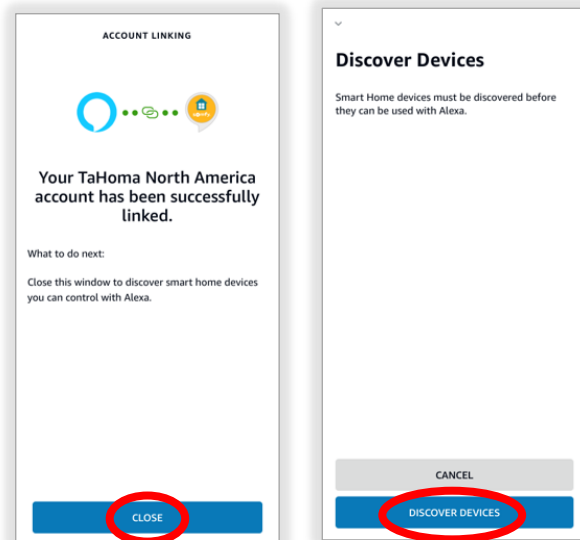 ACCOUNT LINKING
somfy
Your TaHoma North America
account has been successfully
linked.
What to do next:
Close this window to discover smart home devices
you can control with Alexa.
CLOSE
Discover Devices
Smart Home devices must be discovered before
they can be used with Alexa.
CANCEL
DISCOVER DEVICES